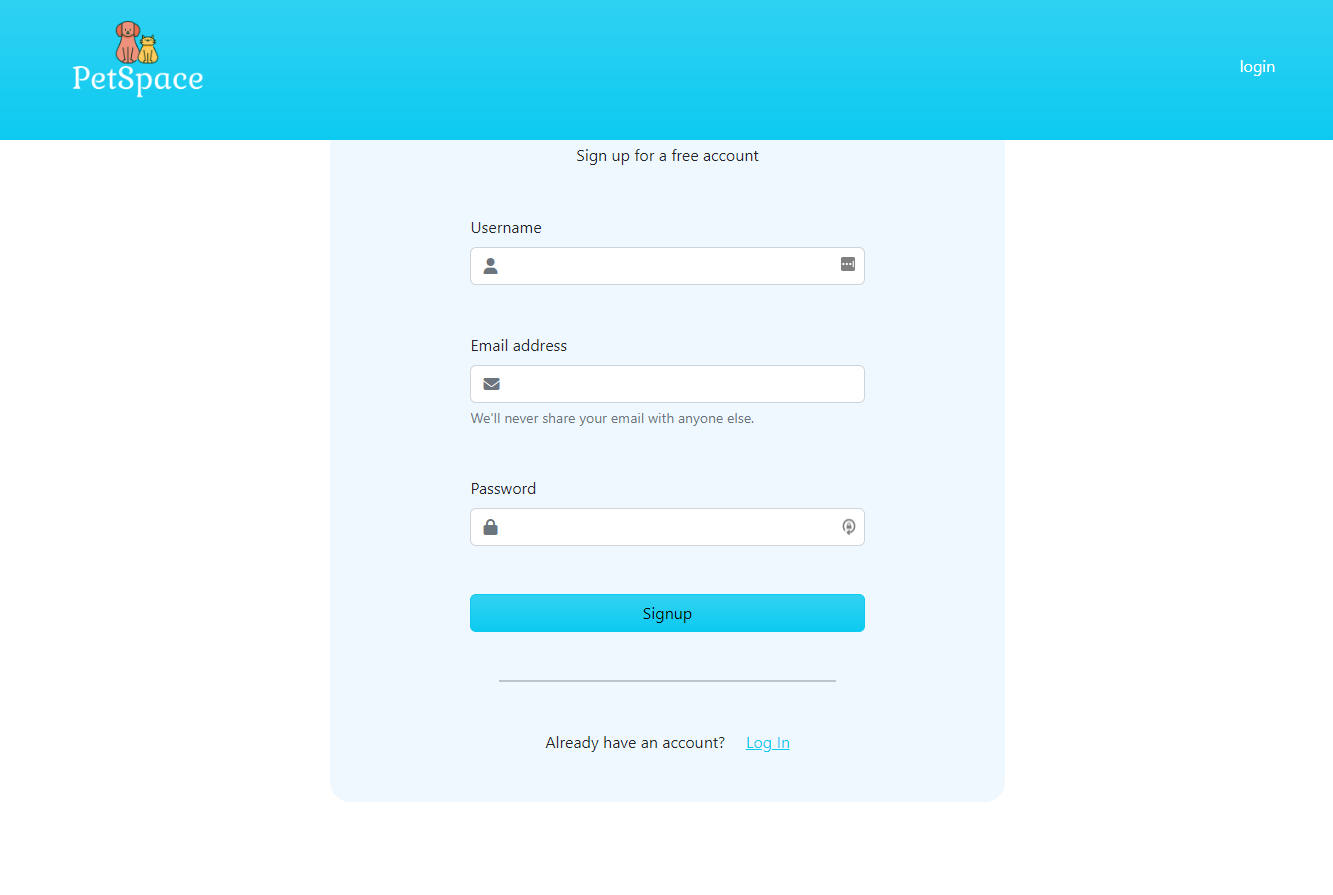 PetSpace
login
Sign up for a free account
Username
Email address
We'll never share your email with anyone else.
Password
Signup
Already have an account? Log In